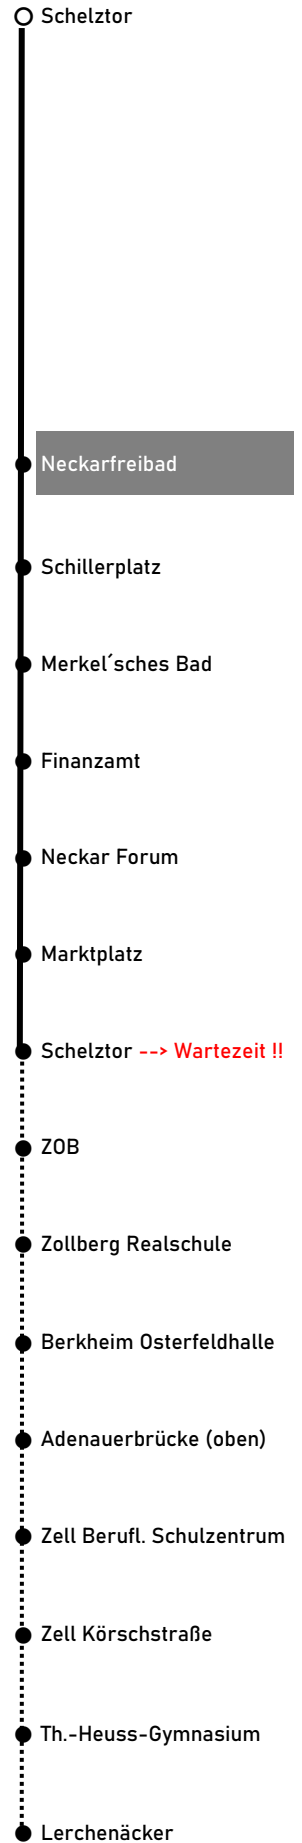 Schelztor
Neckarfreibad
Schillerplatz
Merkel´sches Bad
Finanzamt
Neckar Forum
Marktplatz
Schelztor --> Wartezeit !!
ZOB
Zollberg Realschule
Berkheim Osterfeldhalle
Adenauerbrücke (oben)
Zell Berufl. Schulzentrum
Zell Körschstraße
Th.-Heuss-Gymnasium
Lerchenäcker